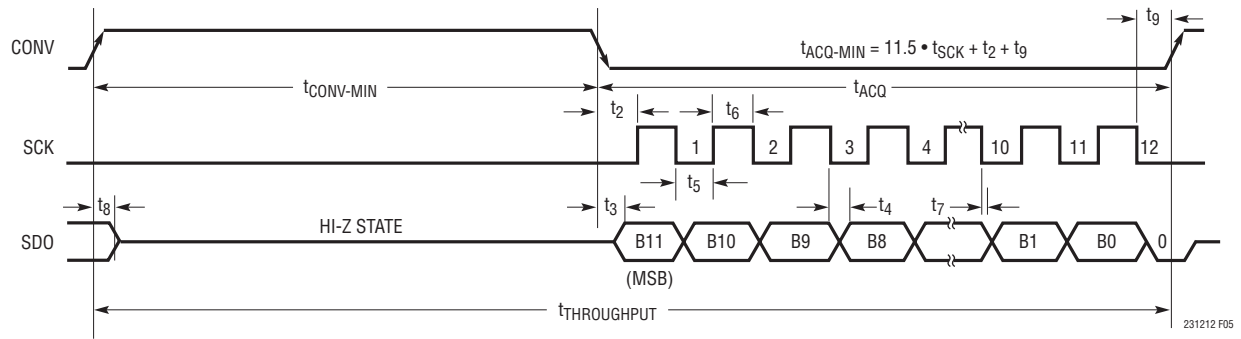 t9
CONV
tACQ-MIN = 11.5 • tSCK + t2 + t9
tCONV-MIN
tACQ
t2
t6
SCK
1
2
3
4
10
11
12
t5
t8
t3
t4
t7
SDO
HI-Z STATE
B11
B10
B9
B8
B1
B0
0
(MSB)
tTHROUGHPUT
231212 F05